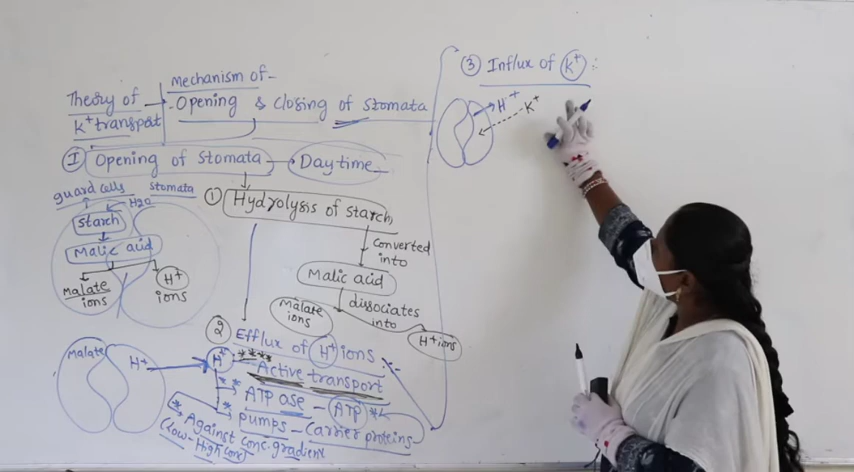 Theory of
K+ transport
Mechanism of-
Opening & closing of stomata
I Opening of stomata Day time
guard cells stomata
H2O
starch
Malic acid
Malate ions
H+ ions
① Hydrolysis of starch,
converted into
Malic acid
dissociates into
Malate ions
H+ ions
② Efflux of H+ ions
Malate H+
H+ **** Active transport
** ATP ase - ATP *
* pumps - carrier proteins
* Against conc. gradient
(Low - High conc)
③ Influx of K+ :-
H+
K+